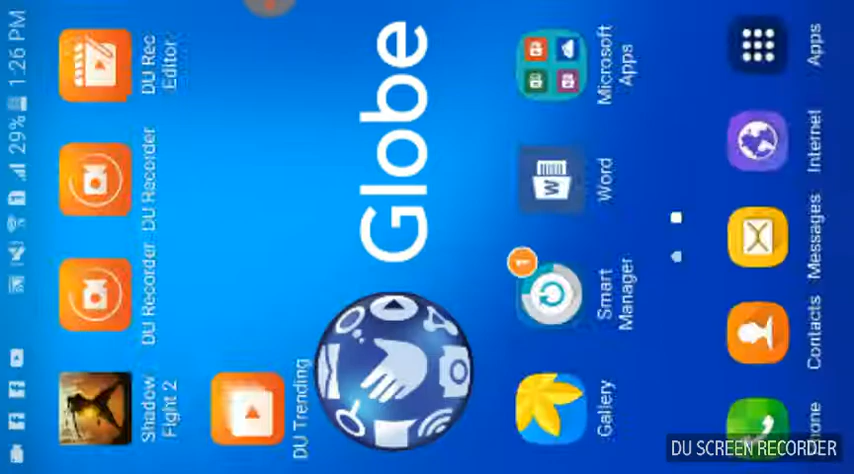 29% 1:26 PM
Shadow
Fight 2
DU Recorder
DU Recorder
DU Rec
Editor
DU Trending
Globe
Gallery
1
Smart
Manager
Word
Microsoft
Apps
Contacts
Messages
Internet
Apps
DU SCREEN RECORDER